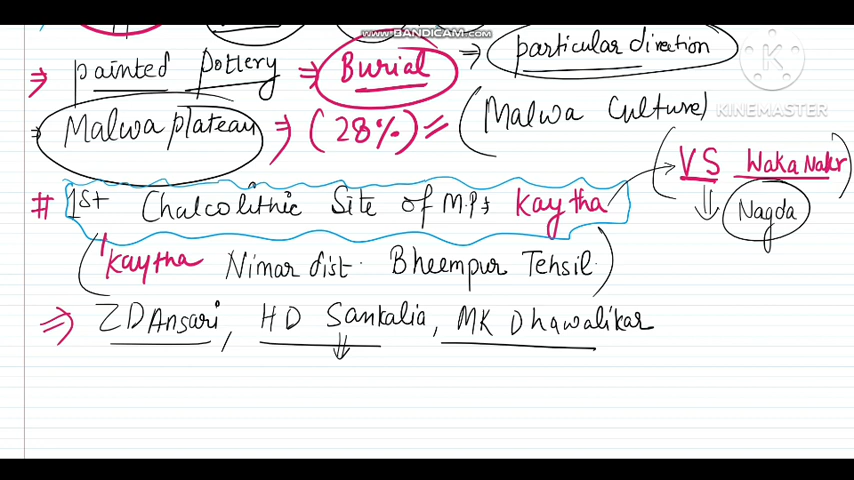 WWW.BANDICAM.COM
⇒ painted pottery ⇒ Burial → particular direction
KINEMASTER
→ Malwa plateau ⇒ (28%) = (Malwa Culture)
# 1st Chalcolithic Site of M.P: Kaytha → (VS WakaNakr
Nagda
(Kaytha Nimar dist. Bheempur Tehsil.)
⇒ ZD Ansari, HD Sankalia, MK Dhawalikar